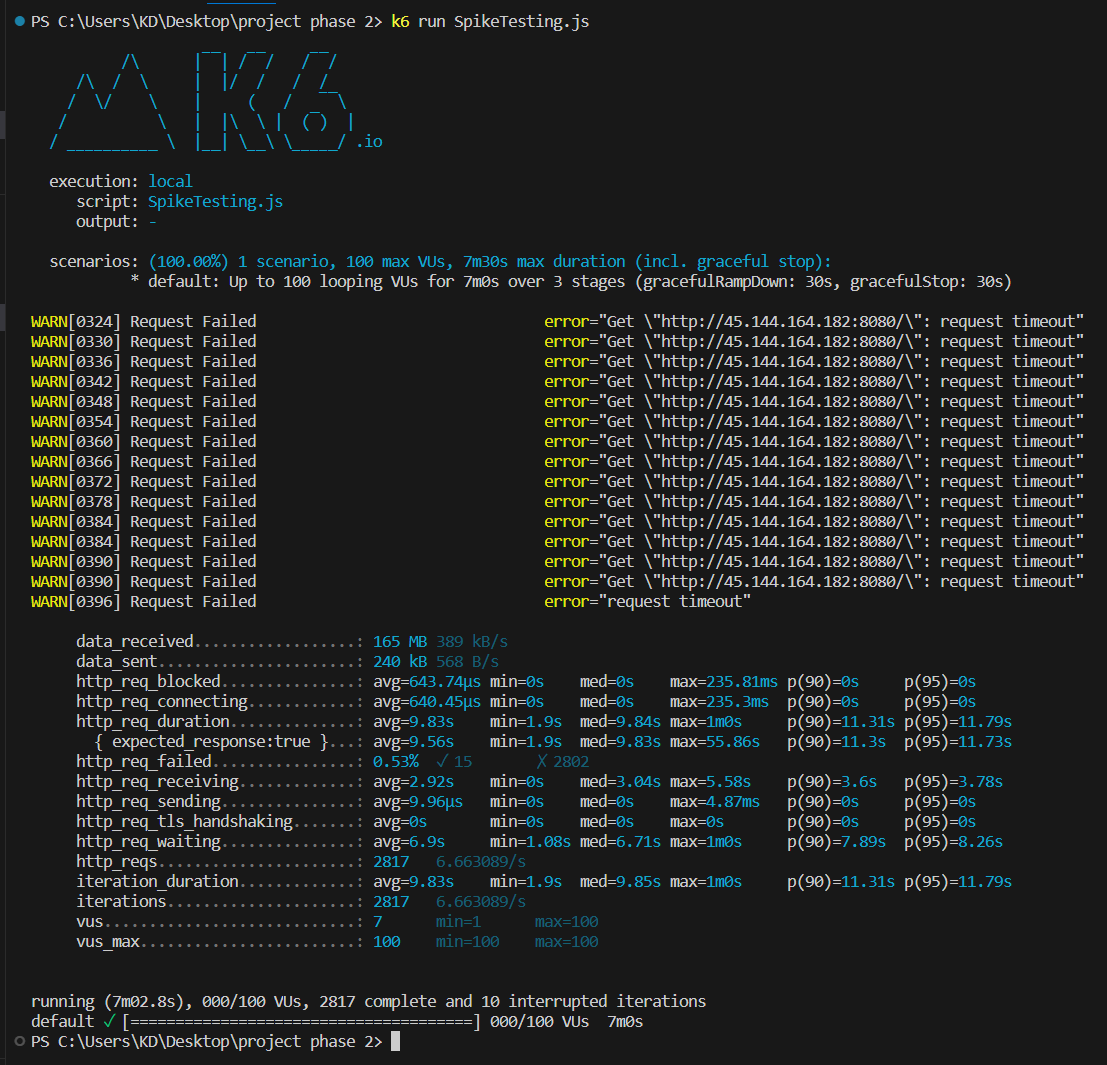 PS C:\Users\KD\Desktop\project phase 2> k6 run SpikeTesting.js
.io
execution: local
script: SpikeTesting.js
output: -
scenarios: (100.00%) 1 scenario, 100 max VUs, 7m30s max duration (incl. graceful stop):
* default: Up to 100 looping VUs for 7m0s over 3 stages (gracefulRampDown: 30s, gracefulStop: 30s)
WARN[0324] Request Failed error="Get \"http://45.144.164.182:8080/\": request timeout"
WARN[0330] Request Failed error="Get \"http://45.144.164.182:8080/\": request timeout"
WARN[0336] Request Failed error="Get \"http://45.144.164.182:8080/\": request timeout"
WARN[0342] Request Failed error="Get \"http://45.144.164.182:8080/\": request timeout"
WARN[0348] Request Failed error="Get \"http://45.144.164.182:8080/\": request timeout"
WARN[0354] Request Failed error="Get \"http://45.144.164.182:8080/\": request timeout"
WARN[0360] Request Failed error="Get \"http://45.144.164.182:8080/\": request timeout"
WARN[0366] Request Failed error="Get \"http://45.144.164.182:8080/\": request timeout"
WARN[0372] Request Failed error="Get \"http://45.144.164.182:8080/\": request timeout"
WARN[0378] Request Failed error="Get \"http://45.144.164.182:8080/\": request timeout"
WARN[0384] Request Failed error="Get \"http://45.144.164.182:8080/\": request timeout"
WARN[0384] Request Failed error="Get \"http://45.144.164.182:8080/\": request timeout"
WARN[0390] Request Failed error="Get \"http://45.144.164.182:8080/\": request timeout"
WARN[0390] Request Failed error="Get \"http://45.144.164.182:8080/\": request timeout"
WARN[0396] Request Failed error="request timeout"
data_received..................: 165 MB 389 kB/s
data_sent......................: 240 kB 568 B/s
http_req_blocked...............: avg=643.74µs min=0s med=0s max=235.81ms p(90)=0s p(95)=0s
http_req_connecting............: avg=640.45µs min=0s med=0s max=235.3ms p(90)=0s p(95)=0s
http_req_duration..............: avg=9.83s min=1.9s med=9.84s max=1m0s p(90)=11.31s p(95)=11.79s
{ expected_response:true }...: avg=9.56s min=1.9s med=9.83s max=55.86s p(90)=11.3s p(95)=11.73s
http_req_failed................: 0.53% ✓ 15 ✗ 2802
http_req_receiving.............: avg=2.92s min=0s med=3.04s max=5.58s p(90)=3.6s p(95)=3.78s
http_req_sending...............: avg=9.96µs min=0s med=0s max=4.87ms p(90)=0s p(95)=0s
http_req_tls_handshaking.......: avg=0s min=0s med=0s max=0s p(90)=0s p(95)=0s
http_req_waiting...............: avg=6.9s min=1.08s med=6.71s max=1m0s p(90)=7.89s p(95)=8.26s
http_reqs......................: 2817 6.663089/s
iteration_duration.............: avg=9.83s min=1.9s med=9.85s max=1m0s p(90)=11.31s p(95)=11.79s
iterations.....................: 2817 6.663089/s
vus............................: 7 min=1 max=100
vus_max........................: 100 min=100 max=100
running (7m02.8s), 000/100 VUs, 2817 complete and 10 interrupted iterations
default ✓ [======================================] 000/100 VUs 7m0s
PS C:\Users\KD\Desktop\project phase 2>